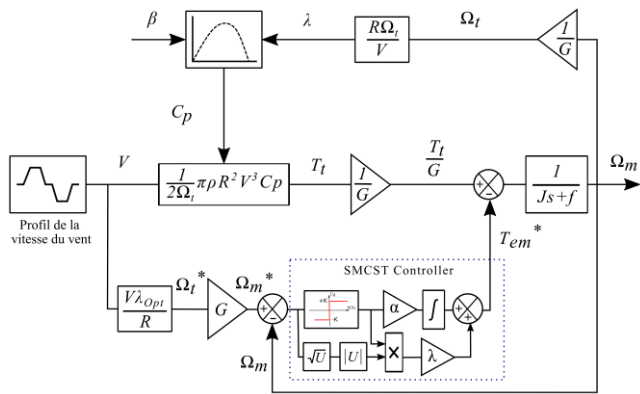 β
λ
RΩt
V
Ωt
1
G
Cp
V
1
2Ωt
πρR²V³Cp
Tt
1
G
Tt
G
+
-
1
Js+f
Ωm
Profil de la
vitesse du vent
Tem*
SMCST Controller
VλOpt
R
Ωt*
G
Ωm*
+
-
+K
-K
α
∫
+
+
√U
|U|
×
λ
Ωm